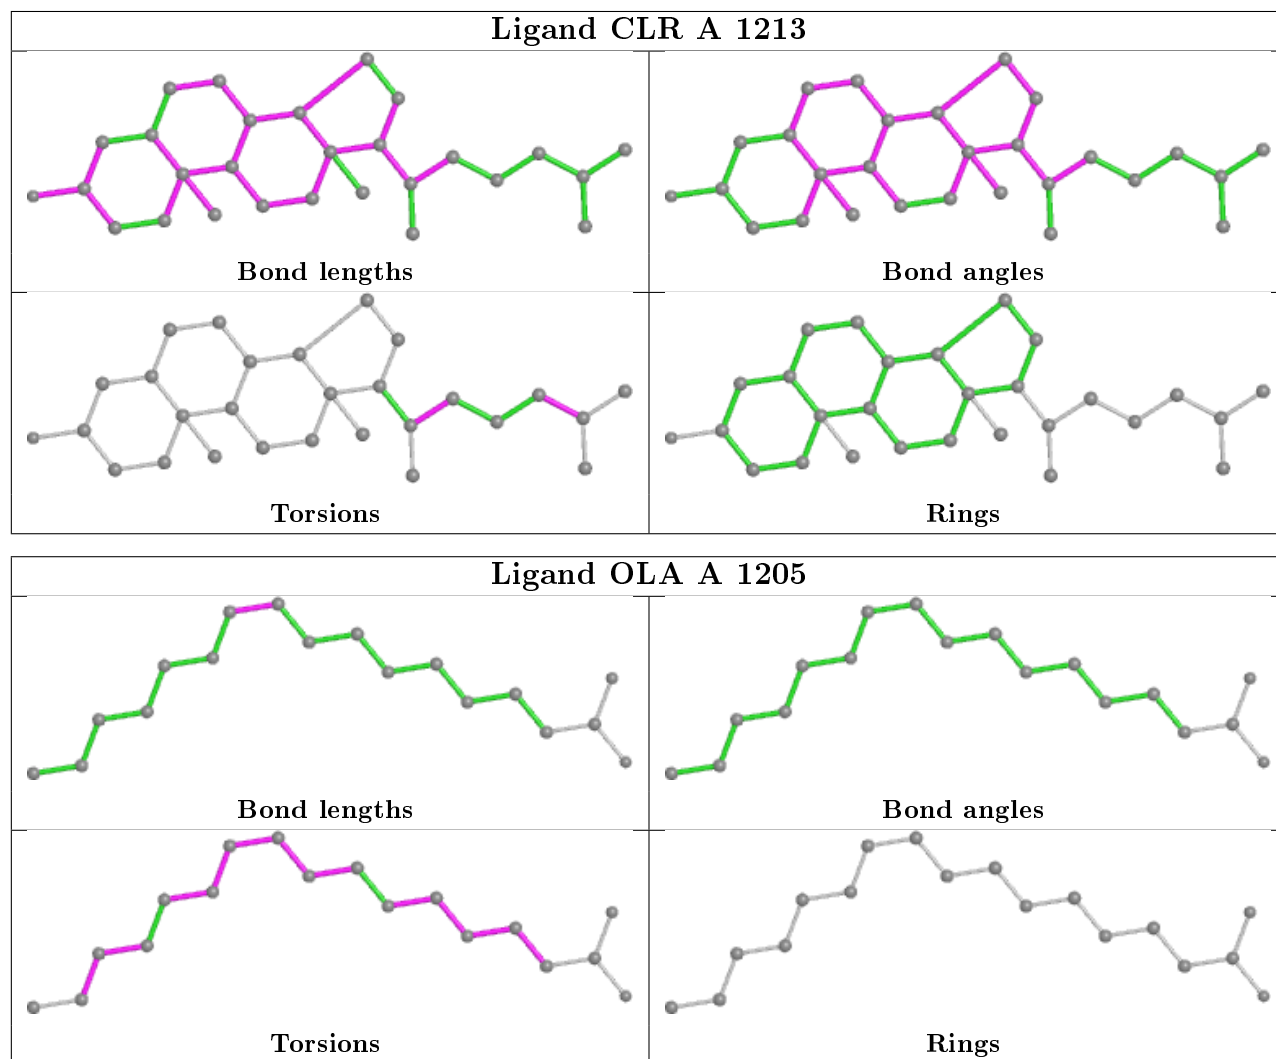 Ligand CLR A 1213
Bond lengths
Bond angles
Torsions
Rings
Ligand OLA A 1205
Bond lengths
Bond angles
Torsions
Rings